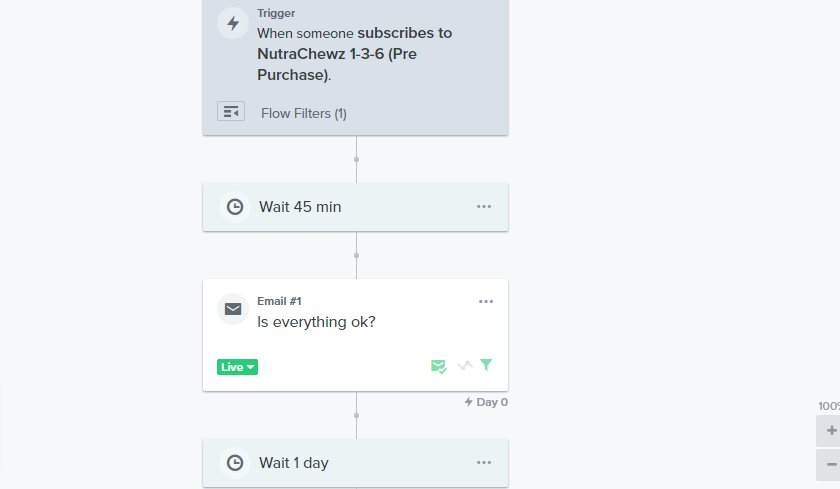 Trigger
When someone subscribes to
NutraChewz 1-3-6 (Pre
Purchase).
Flow Filters (1)
Wait 45 min
Email #1
Is everything ok?
Live
Day 0
100%
Wait 1 day